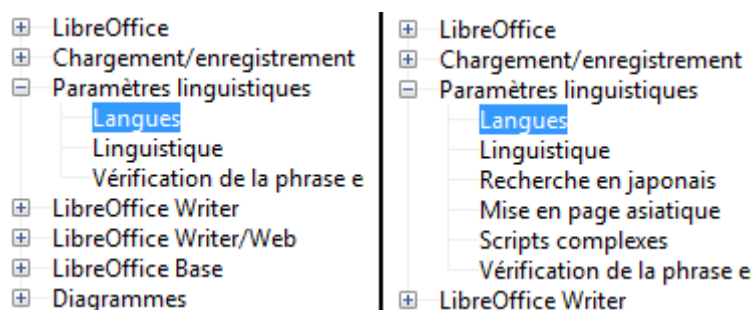 LibreOffice
Chargement/enregistrement
Paramètres linguistiques
Langues
Linguistique
Vérification de la phrase e
LibreOffice Writer
LibreOffice Writer/Web
LibreOffice Base
Diagrammes
LibreOffice
Chargement/enregistrement
Paramètres linguistiques
Langues
Linguistique
Recherche en japonais
Mise en page asiatique
Scripts complexes
Vérification de la phrase e
LibreOffice Writer